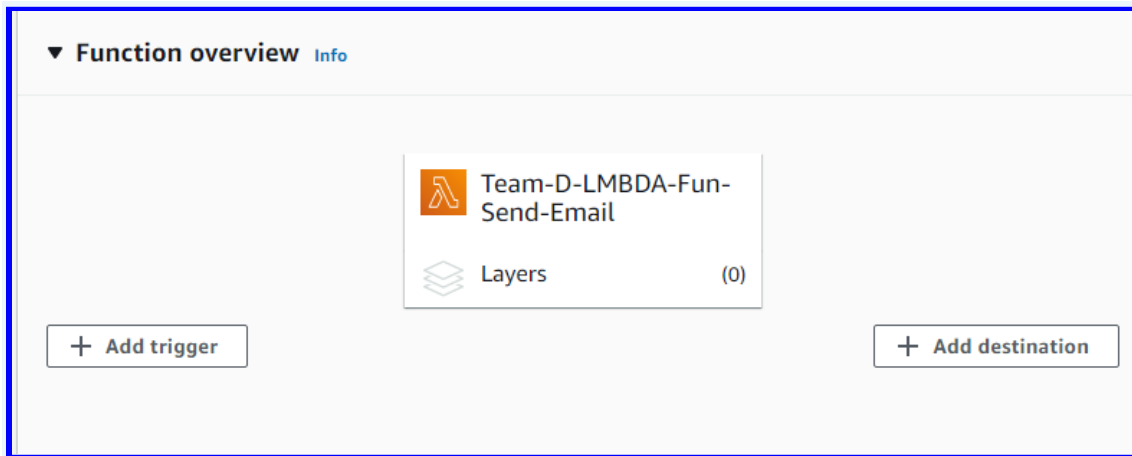 Function overview Info
Team-D-LMBDA-Fun-
Send-Email
Layers (0)
+ Add trigger
+ Add destination